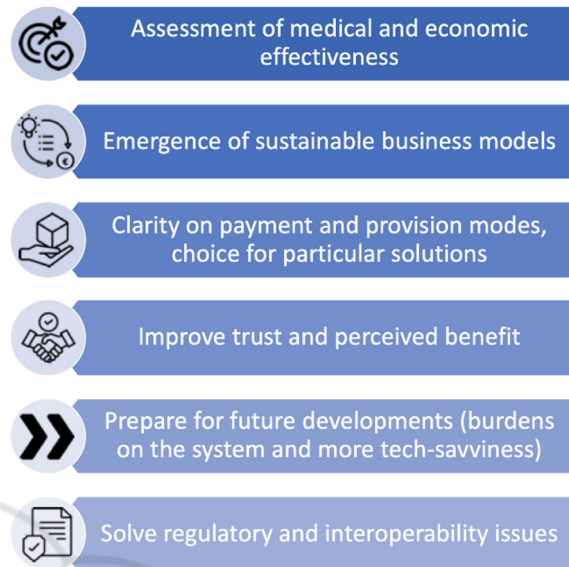 Assessment of medical and economic
effectiveness
Emergence of sustainable business models
Clarity on payment and provision modes,
choice for particular solutions
Improve trust and perceived benefit
Prepare for future developments (burdens
on the system and more tech-savviness)
Solve regulatory and interoperability issues